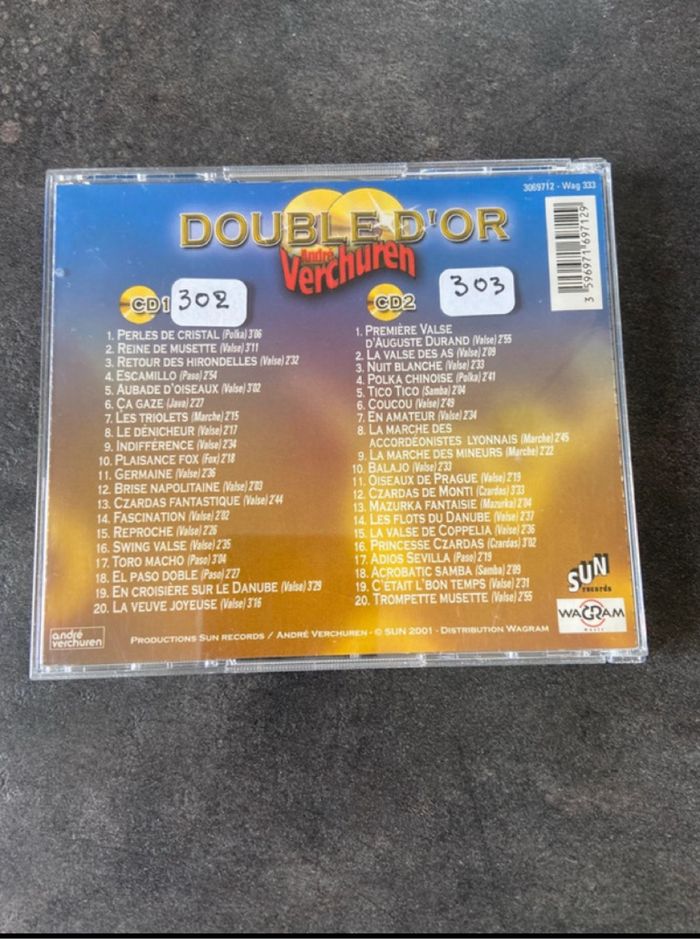 3069712 - Wag 333
DOUBLE D'OR
André
Verchuren
3 596971 697129
CD1 302
1. PERLES DE CRISTAL (Polka) 3'06
2. REINE DE MUSETTE (Valse) 3'11
3. RETOUR DES HIRONDELLES (Valse) 2'32
4. ESCAMILLO (Paso) 2'54
5. AUBADE D'OISEAUX (Valse) 3'02
6. ÇA GAZE (Java) 2'27
7. LES TRIOLETS (Marche) 2'15
8. LE DÉNICHEUR (Valse) 2'17
9. INDIFFÉRENCE (Valse) 2'34
10. PLAISANCE FOX (Fox) 2'18
11. GERMAINE (Valse) 2'36
12. BRISE NAPOLITAINE (Valse) 2'03
13. CZARDAS FANTASTIQUE (Valse) 2'44
14. FASCINATION (Valse) 2'02
15. REPROCHE (Valse) 2'26
16. SWING VALSE (Valse) 2'35
17. TORO MACHO (Paso) 3'04
18. EL PASO DOBLE (Paso) 2'27
19. EN CROISIÈRE SUR LE DANUBE (Valse) 3'29
20. LA VEUVE JOYEUSE (Valse) 3'16
CD2 303
1. PREMIÈRE VALSE
D'AUGUSTE DURAND (Valse) 2'55
2. LA VALSE DES AS (Valse) 2'09
3. NUIT BLANCHE (Valse) 2'33
4. POLKA CHINOISE (Polka) 2'41
5. TICO TICO (Samba) 2'04
6. COUCOU (Valse) 2'49
7. EN AMATEUR (Valse) 2'34
8. LA MARCHE DES
ACCORDÉONISTES LYONNAIS (Marche) 2'45
9. LA MARCHE DES MINEURS (Marche) 2'22
10. BALAJO (Valse) 2'33
11. OISEAUX DE PRAGUE (Valse) 2'19
12. CZARDAS DE MONTI (Czardas) 3'33
13. MAZURKA FANTAISIE (Mazurka) 2'04
14. LES FLOTS DU DANUBE (Valse) 2'37
15. LA VALSE DE COPPELIA (Valse) 2'36
16. PRINCESSE CZARDAS (Czardas) 3'02
17. ADIOS SEVILLA (Paso) 2'19
18. ACROBATIC SAMBA (Samba) 2'09
19. C'ÉTAIT L'BON TEMPS (Valse) 2'31
20. TROMPETTE MUSETTE (Valse) 2'55
SUN
records
WAGRAM
MUSIC
andré
verchuren
PRODUCTIONS SUN RECORDS / ANDRÉ VERCHUREN - © SUN 2001 - DISTRIBUTION WAGRAM